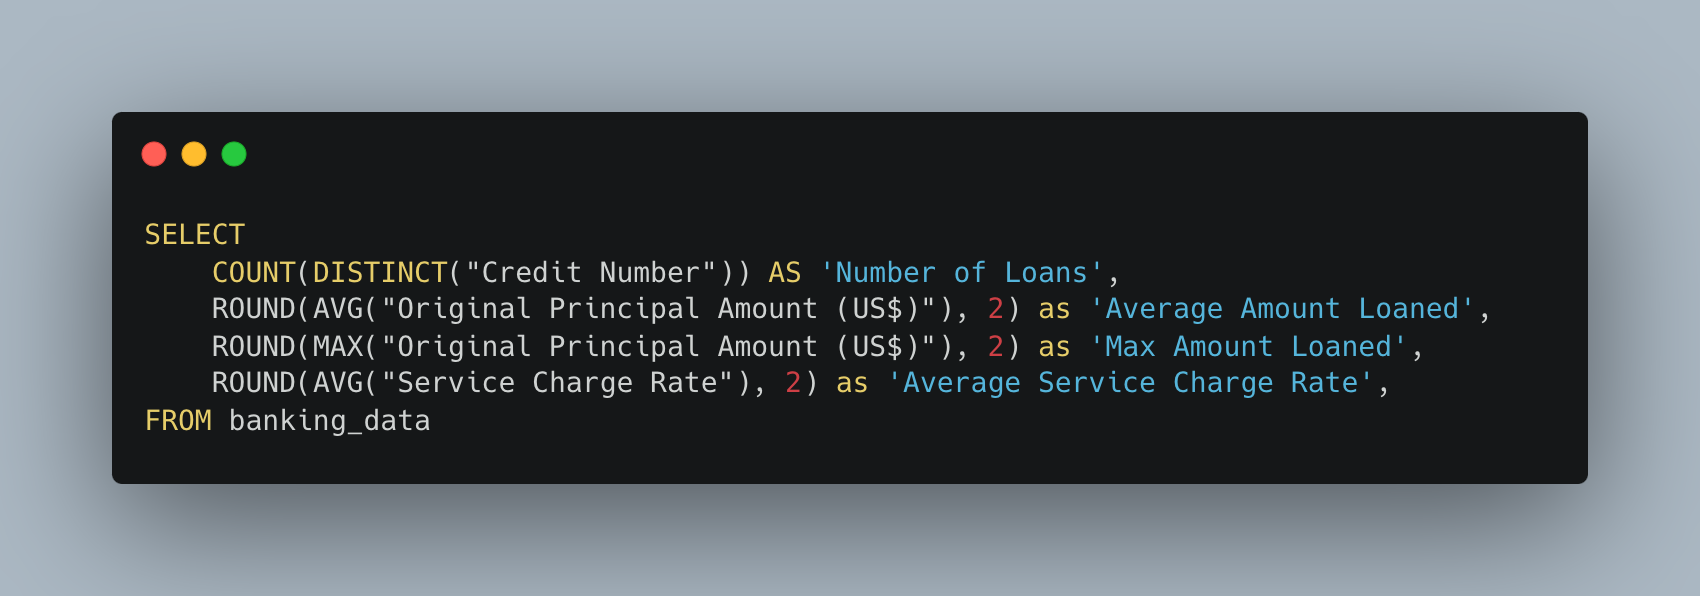 SELECT
    COUNT(DISTINCT("Credit Number")) AS 'Number of Loans',
    ROUND(AVG("Original Principal Amount (US$)"), 2) as 'Average Amount Loaned',
    ROUND(MAX("Original Principal Amount (US$)"), 2) as 'Max Amount Loaned',
    ROUND(AVG("Service Charge Rate"), 2) as 'Average Service Charge Rate',
FROM banking_data